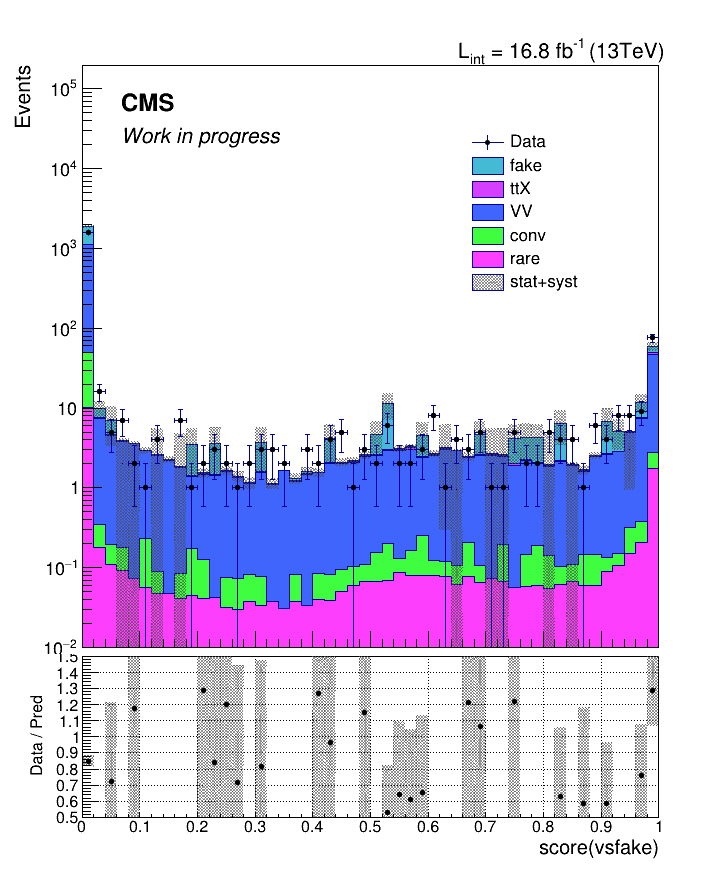 L_int = 16.8 fb^-1 (13TeV)
Events
CMS
Work in progress
Data
fake
ttX
VV
conv
rare
stat+syst
10^5
10^4
10^3
10^2
10
1
10^−1
10^−2
Data / Pred
1.5
1.4
1.3
1.2
1.1
1
0.9
0.8
0.7
0.6
0.5
0 0.1 0.2 0.3 0.4 0.5 0.6 0.7 0.8 0.9 1
score(vsfake)